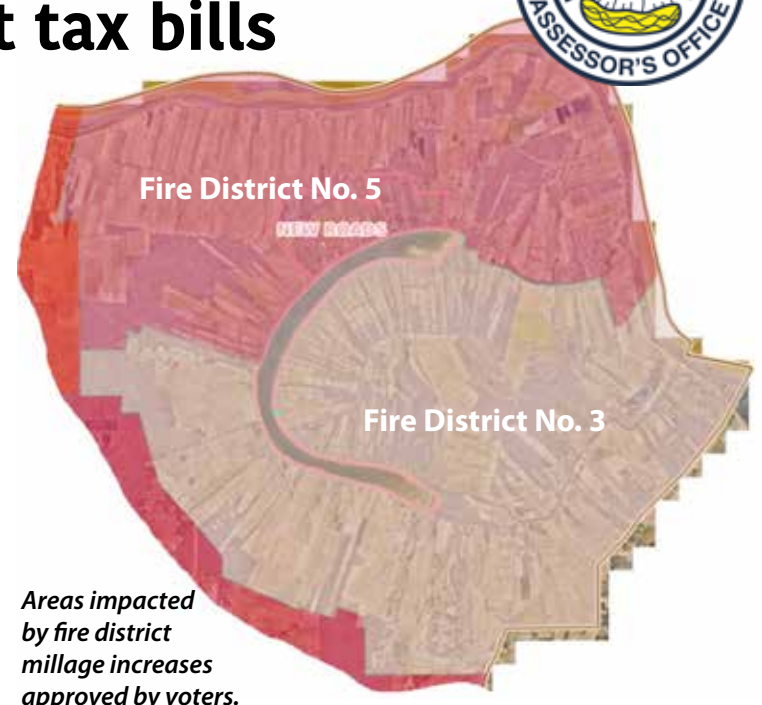 t tax bills
ASSESSOR'S OFFICE
Fire District No. 5
NEW ROADS
Fire District No. 3
Areas impacted
by fire district
millage increases
approved by voters.